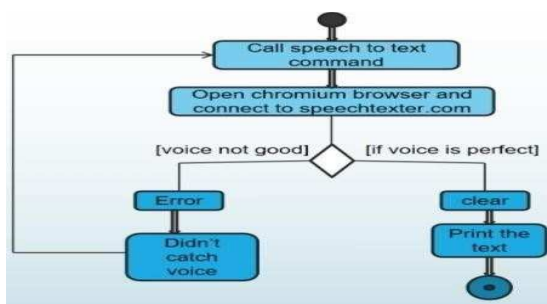 Call speech to text
command
Open chromium browser and
connect to speechtexter.com
[voice not good]
[if voice is perfect]
Error
clear
Didn't
catch
voice
Print the
text